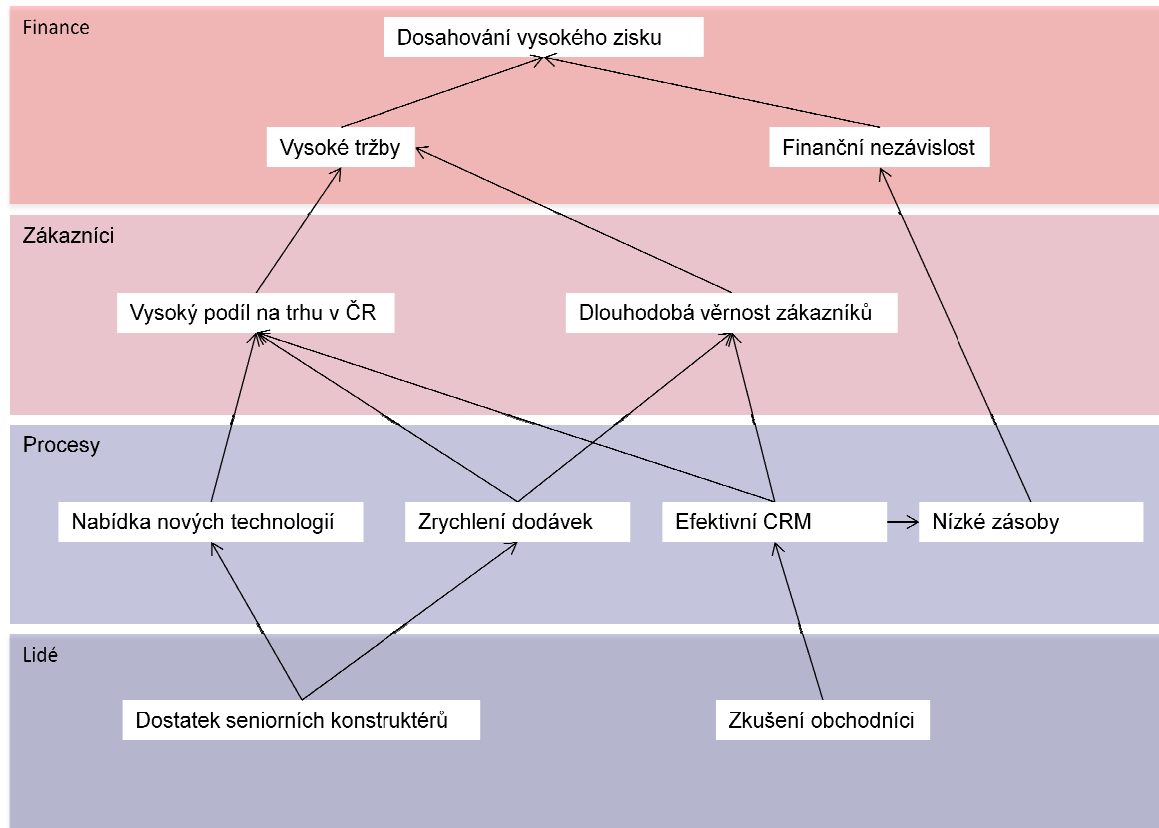 Finance
Dosahování vysokého zisku
Vysoké tržby
Finanční nezávislost
Zákazníci
Vysoký podíl na trhu v ČR
Dlouhodobá věrnost zákazníků
Procesy
Nabídka nových technologií
Zrychlení dodávek
Efektivní CRM
Nízké zásoby
Lidé
Dostatek seniorních konstruktérů
Zkušení obchodníci